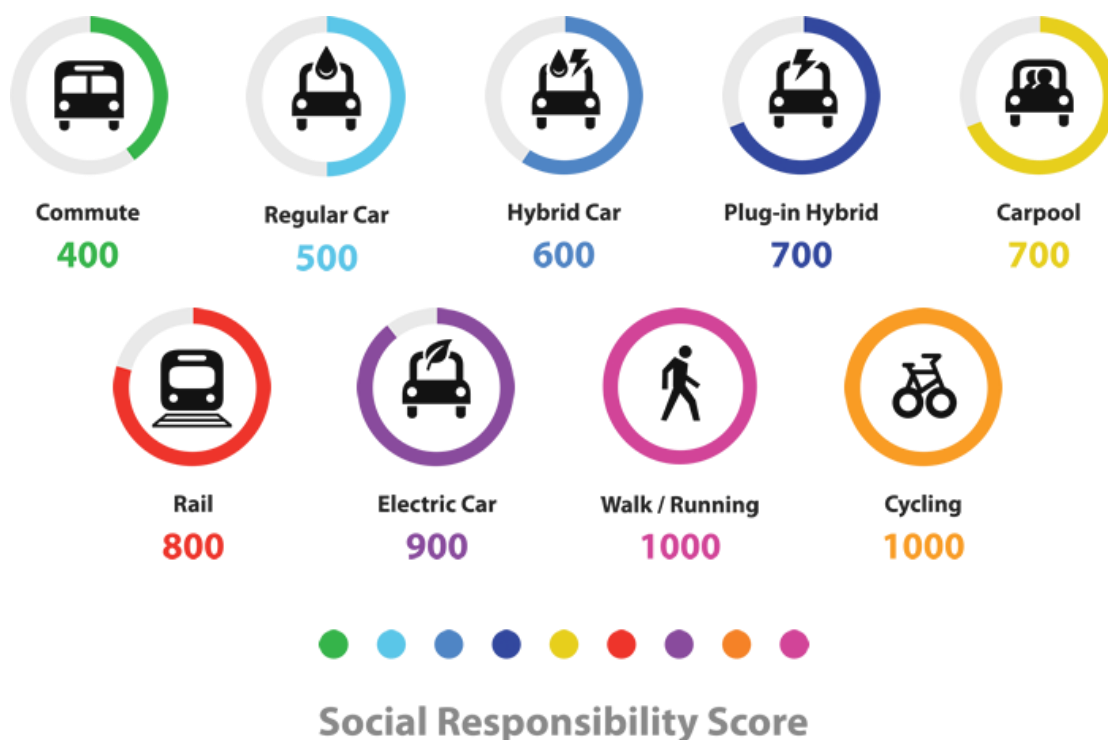 Commute Regular Car Hybrid Car Plug-in Hybrid Carpool
400 500 600 700 700
Rail Electric Car Walk / Running Cycling
800 900 1000 1000
Social Responsibility Score